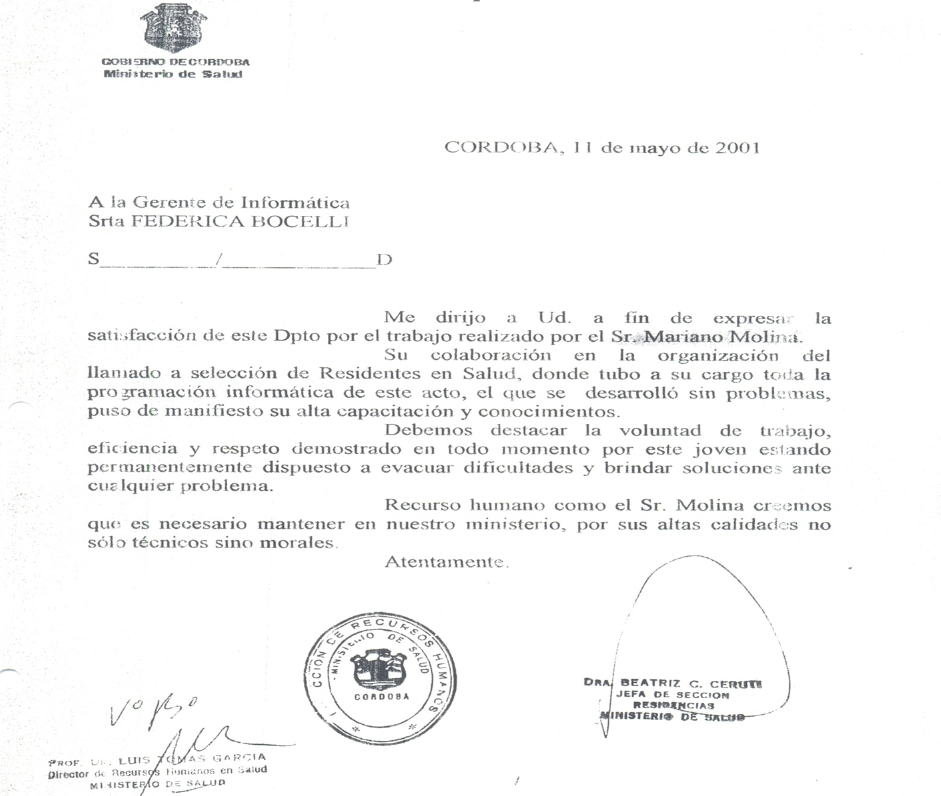 GOBIERNO DE CORDOBA
Ministerio de Salud
CORDOBA, 11 de mayo de 2001
A la Gerente de Informática
Srta FEDERICA BOCELLI
S__________/______________D
Me dirijo a Ud. a fin de expresar la
satisfacción de este Dpto por el trabajo realizado por el Sr. Mariano Molina.
Su colaboración en la organización del
llamado a selección de Residentes en Salud, donde tubo a su cargo toda la
programación informática de este acto, el que se desarrolló sin problemas,
puso de manifiesto su alta capacitación y conocimientos.
Debemos destacar la voluntad de trabajo,
eficiencia y respeto demostrado en todo momento por este joven estando
permanentemente dispuesto a evacuar dificultades y brindar soluciones ante
cualquier problema.
Recurso humano como el Sr. Molina creemos
que es necesario mantener en nuestro ministerio, por sus altas calidades no
sólo técnicos sino morales.
Atentamente.
CCIÓN DE RECURSOS HUMANOS
MINISTERIO DE SALUD
CORDOBA
DRA. BEATRIZ C. CERUTI
JEFA DE SECCION
RESIDENCIAS
MINISTERIO DE SALUD
PROF. DR. LUIS TOMAS GARCIA
Director de Recursos Humanos en Salud
MINISTERIO DE SALUD